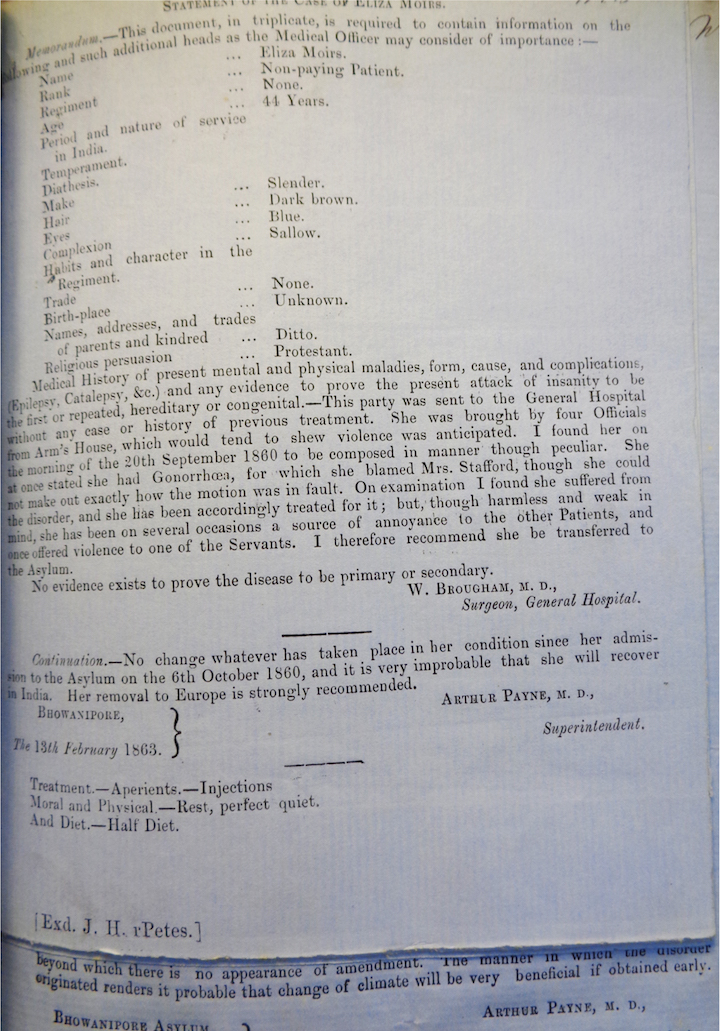 STATEMENT OF THE CASE OF ELIZA MOIRS.
Memorandum.—This document, in triplicate, is required to contain information on the
following and such additional heads as the Medical Officer may consider of importance :—
Name ... Eliza Moirs.
Rank ... Non-paying Patient.
Regiment ... None.
Age ... 44 Years.
Period and nature of service
in India.
Temperament.
Diathesis.
Make ... Slender.
Hair ... Dark brown.
Eyes ... Blue.
Complexion ... Sallow.
Habits and character in the
Regiment.
Trade ... None.
Birth-place ... Unknown.
Names, addresses, and trades
of parents and kindred ... Ditto.
Religious persuasion ... Protestant.
Medical History of present mental and physical maladies, form, cause, and complications,
(Epilepsy, Catalepsy, &c.) and any evidence to prove the present attack of insanity to be
the first or repeated, hereditary or congenital.—This party was sent to the General Hospital
without any case or history of previous treatment. She was brought by four Officials
from Arm's House, which would tend to shew violence was anticipated. I found her on
the morning of the 20th September 1860 to be composed in manner though peculiar. She
at once stated she had Gonorrhœa, for which she blamed Mrs. Stafford, though she could
not make out exactly how the motion was in fault. On examination I found she suffered from
the disorder, and she has been accordingly treated for it; but, though harmless and weak in
mind, she has been on several occasions a source of annoyance to the other Patients, and
once offered violence to one of the Servants. I therefore recommend she be transferred to
the Asylum.
No evidence exists to prove the disease to be primary or secondary.
W. BROUGHAM, M. D.,
Surgeon, General Hospital.
Continuation.—No change whatever has taken place in her condition since her admis-
sion to the Asylum on the 6th October 1860, and it is very improbable that she will recover
in India. Her removal to Europe is strongly recommended.
ARTHUR PAYNE, M. D.,
BHOWANIPORE, }
Superintendent.
The 13th February 1863.
Treatment.—Aperients.—Injections
Moral and Physical.—Rest, perfect quiet.
And Diet.—Half Diet.
[Exd. J. H. rPetes.]
beyond which there is no appearance of amendment. The manner in which the disorder
originated renders it probable that change of climate will be very beneficial if obtained early.
ARTHUR PAYNE, M. D.,
BHOWANIPORE ASYLUM, }